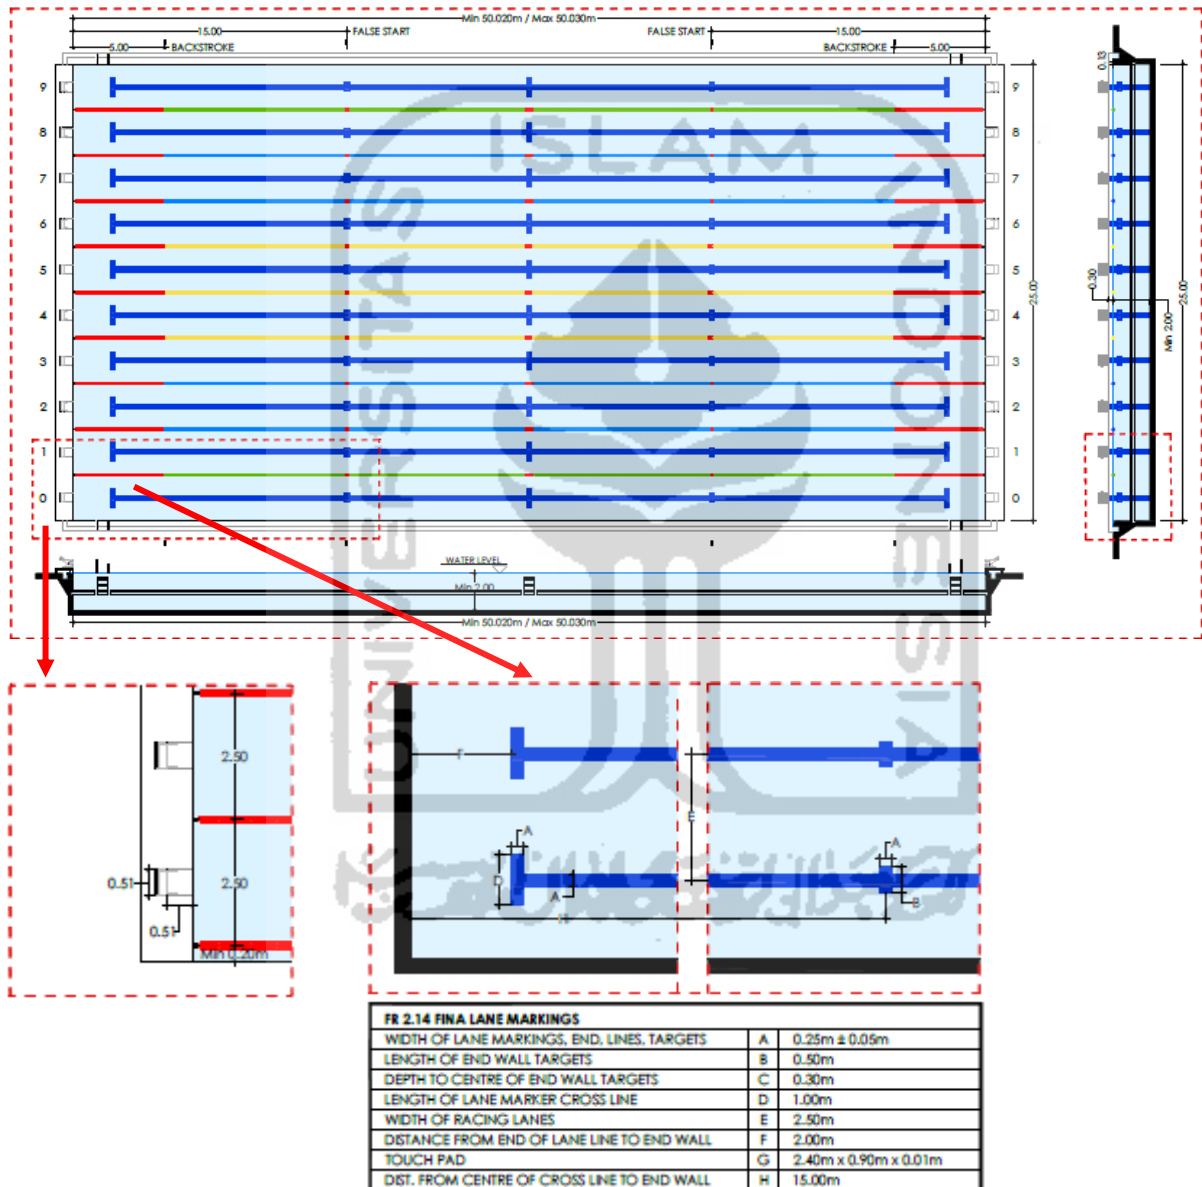 Min 50.020m / Max 50.030m
15.00 FALSE START FALSE START 15.00
5.00 BACKSTROKE BACKSTROKE 5.00
0.13
9 9
8 8
7 7
6 6
5 5
4 4
3 3
2 2
1 1
0 0
25.00
0.30
Min 2.00
25.00
WATER LEVEL
Min 2.00
Min 50.020m / Max 50.030m
UNIVERSITAS
ISLAM
INDONESIA
2.50
2.50
0.51
0.51
Min 0.20m
F
E
A
D
A
H
A
B
FR 2.14 FINA LANE MARKINGS
WIDTH OF LANE MARKINGS, END, LINES, TARGETS A 0.25m ± 0.05m
LENGTH OF END WALL TARGETS B 0.50m
DEPTH TO CENTRE OF END WALL TARGETS C 0.30m
LENGTH OF LANE MARKER CROSS LINE D 1.00m
WIDTH OF RACING LANES E 2.50m
DISTANCE FROM END OF LANE LINE TO END WALL F 2.00m
TOUCH PAD G 2.40m x 0.90m x 0.01m
DIST. FROM CENTRE OF CROSS LINE TO END WALL H 15.00m